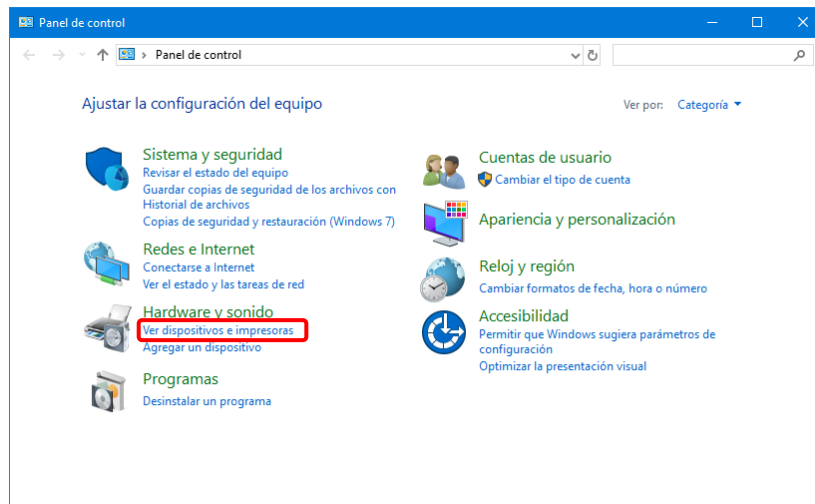 Panel de control
Panel de control
Ajustar la configuración del equipo
Ver por: Categoría
Sistema y seguridad
Revisar el estado del equipo
Guardar copias de seguridad de los archivos con
Historial de archivos
Copias de seguridad y restauración (Windows 7)
Redes e Internet
Conectarse a Internet
Ver el estado y las tareas de red
Hardware y sonido
Ver dispositivos e impresoras
Agregar un dispositivo
Programas
Desinstalar un programa
Cuentas de usuario
Cambiar el tipo de cuenta
Apariencia y personalización
Reloj y región
Cambiar formatos de fecha, hora o número
Accesibilidad
Permitir que Windows sugiera parámetros de
configuración
Optimizar la presentación visual